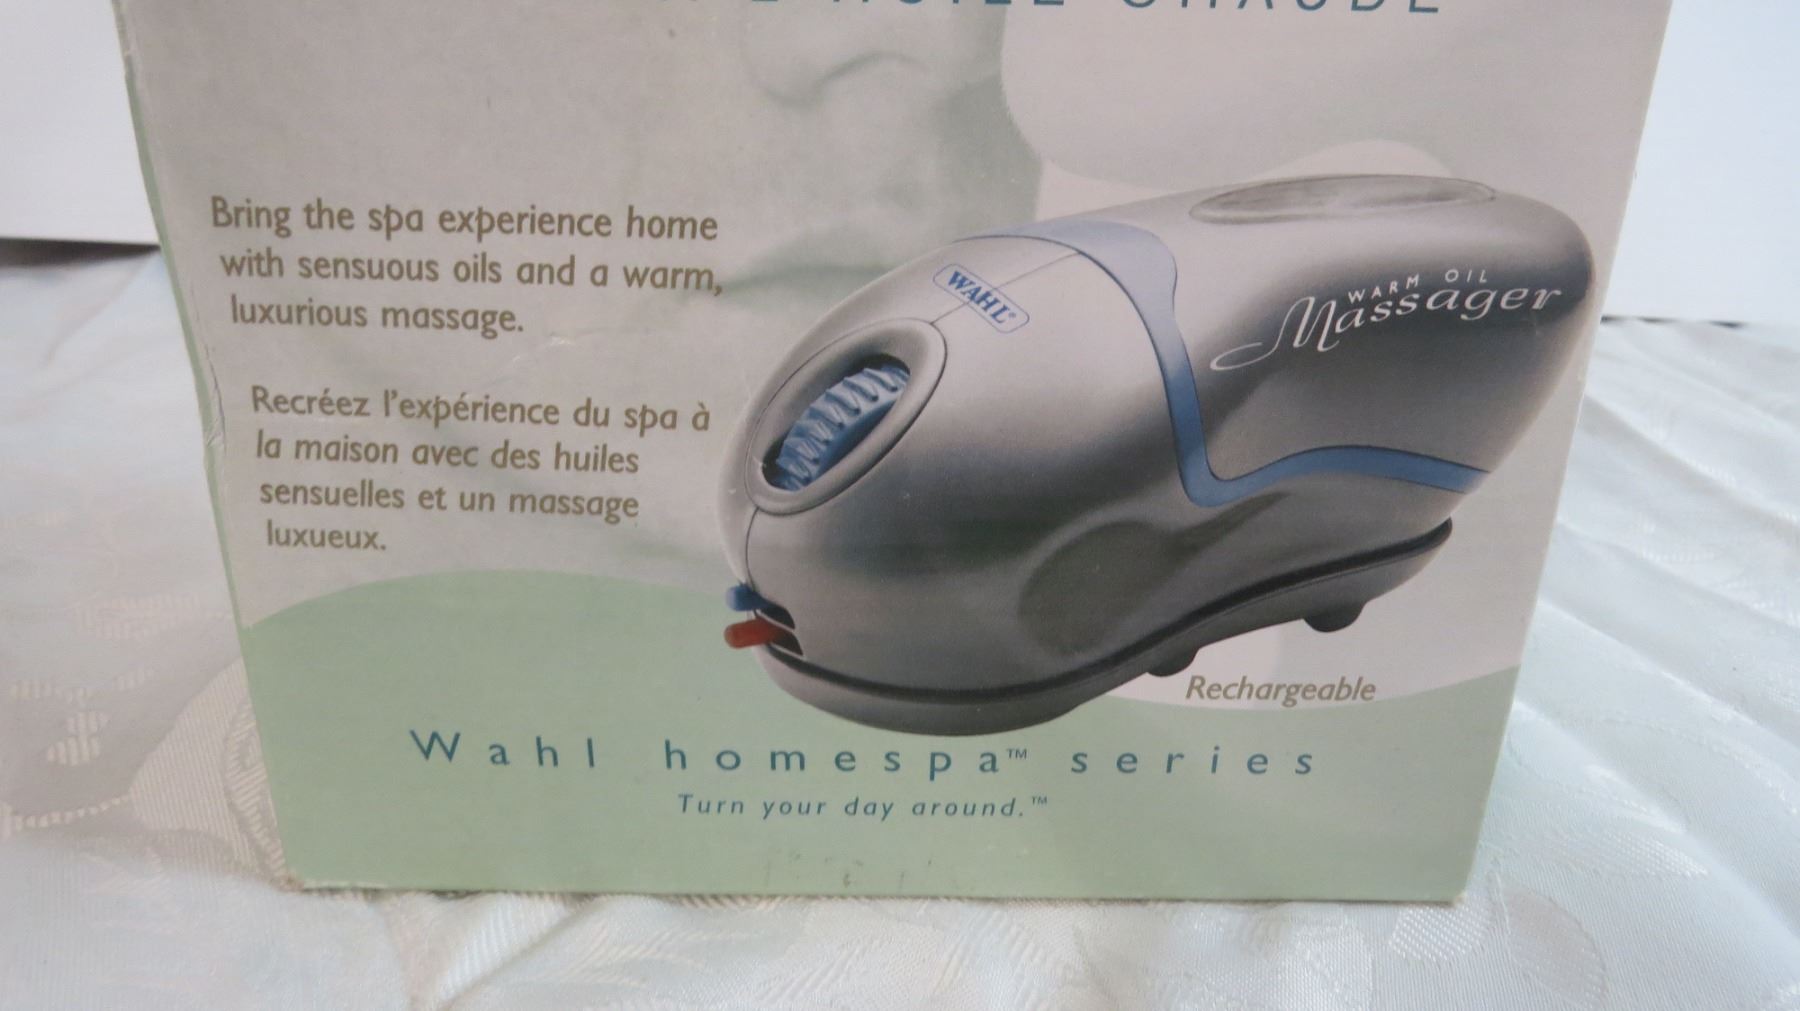 Bring the spa experience home
with sensuous oils and a warm,
luxurious massage.
Recréez l'expérience du spa à
la maison avec des huiles
sensuelles et un massage
luxueux.
WAHL®
WARM OIL
Massager
Rechargeable
Wahl homespa™ series
Turn your day around.™